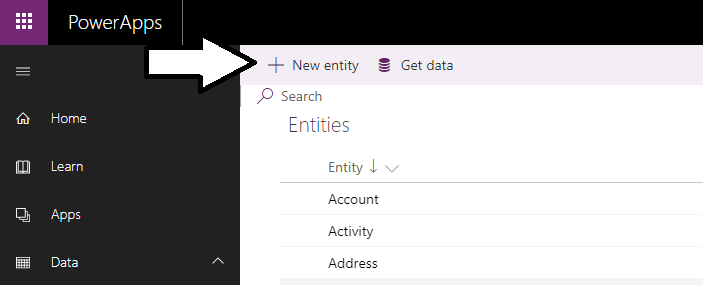 PowerApps
New entity
Get data
Search
Home
Entities
Learn
Entity
Account
Apps
Activity
Data
Address